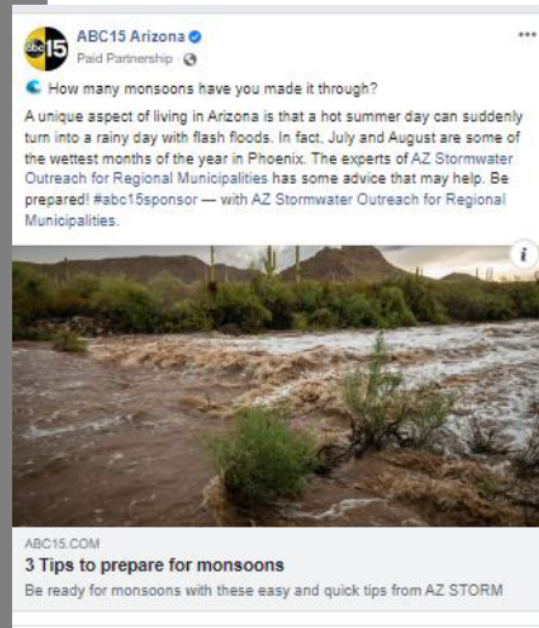 abc 15
ABC15 Arizona
Paid Partnership ·
How many monsoons have you made it through?
A unique aspect of living in Arizona is that a hot summer day can suddenly
turn into a rainy day with flash floods. In fact, July and August are some of
the wettest months of the year in Phoenix. The experts of AZ Stormwater
Outreach for Regional Municipalities has some advice that may help. Be
prepared! #abc15sponsor — with AZ Stormwater Outreach for Regional
Municipalities.
i
ABC15.COM
3 Tips to prepare for monsoons
Be ready for monsoons with these easy and quick tips from AZ STORM